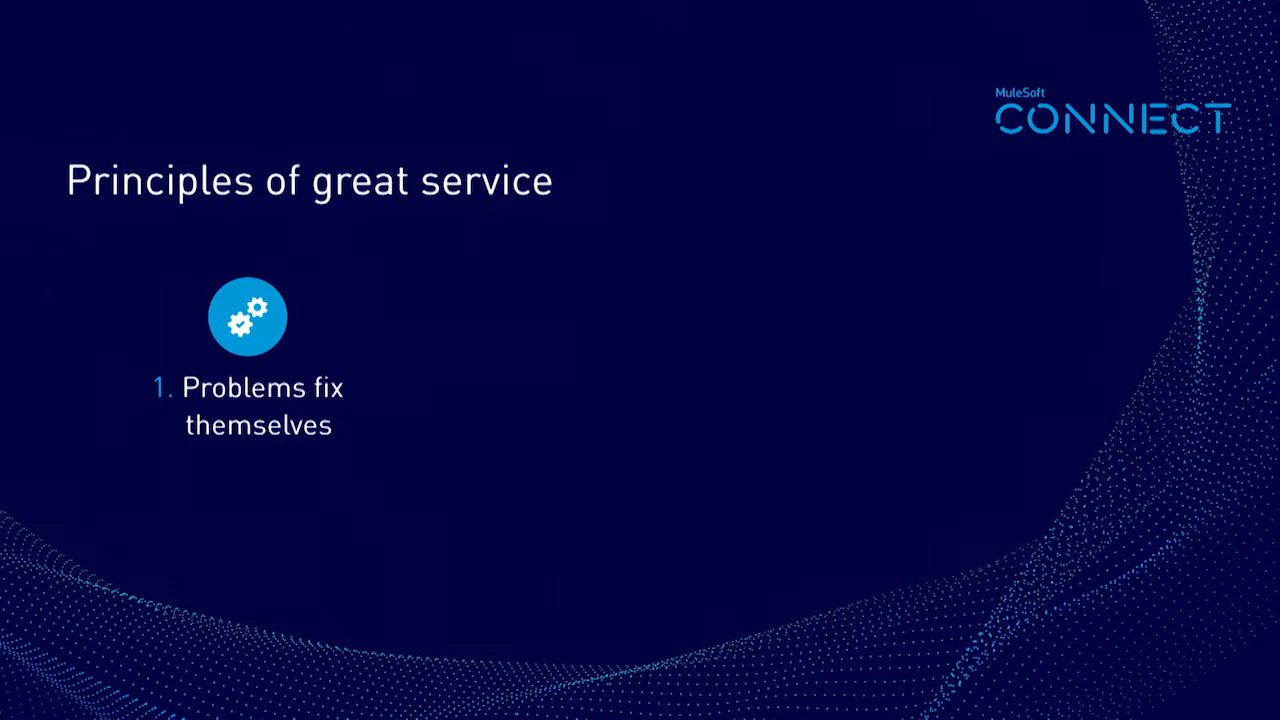 MuleSoft
CONNECT
Principles of great service
1. Problems fix
themselves